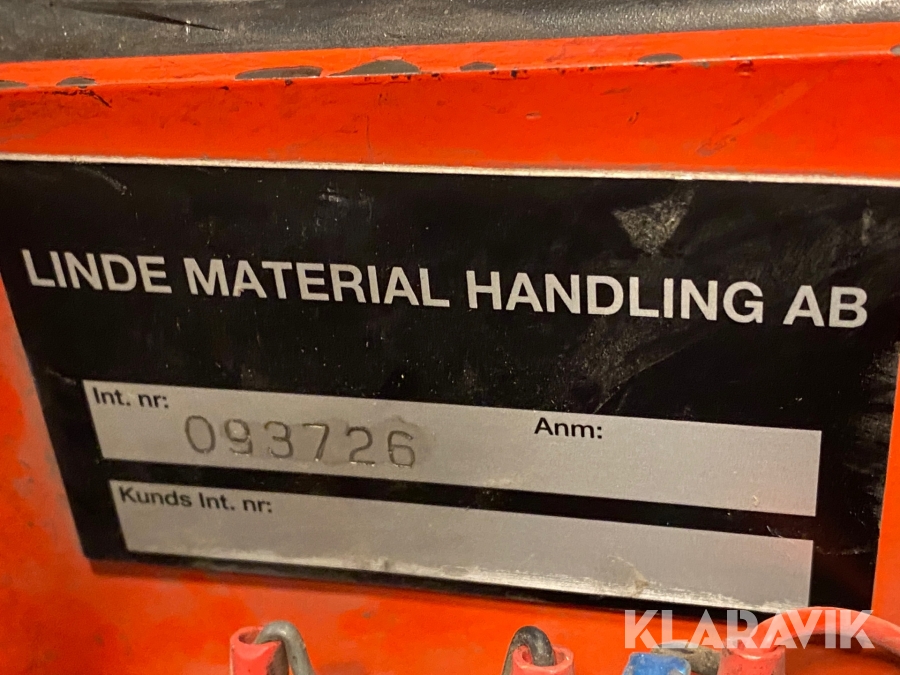 LINDE MATERIAL HANDLING AB
Int. nr: 093726 Anm:
Kunds Int. nr:
KLARAVIK